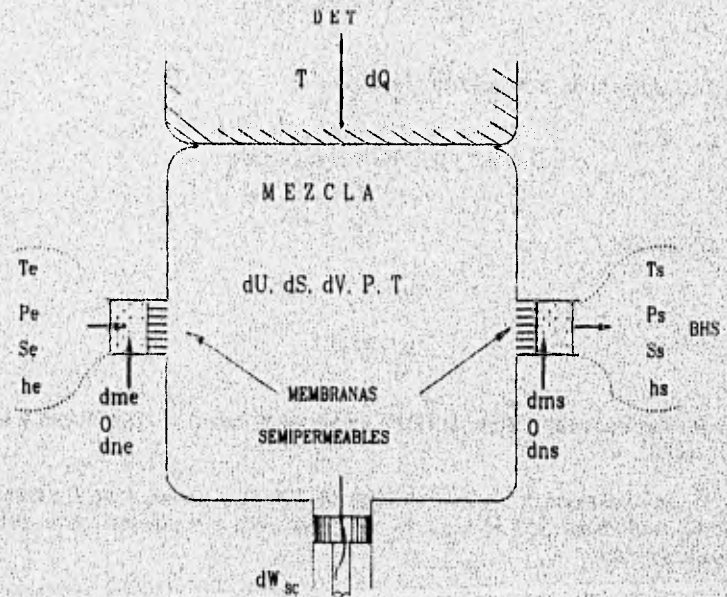 DET
T dQ
MEZCLA
dU, dS, dV, P, T
Te
Pe
Se
he
dme
O
dne
MEMBRANAS
SEMIPERMEABLES
dms
O
dns
Ts
Ps
Ss
hs
BHS
dWsc